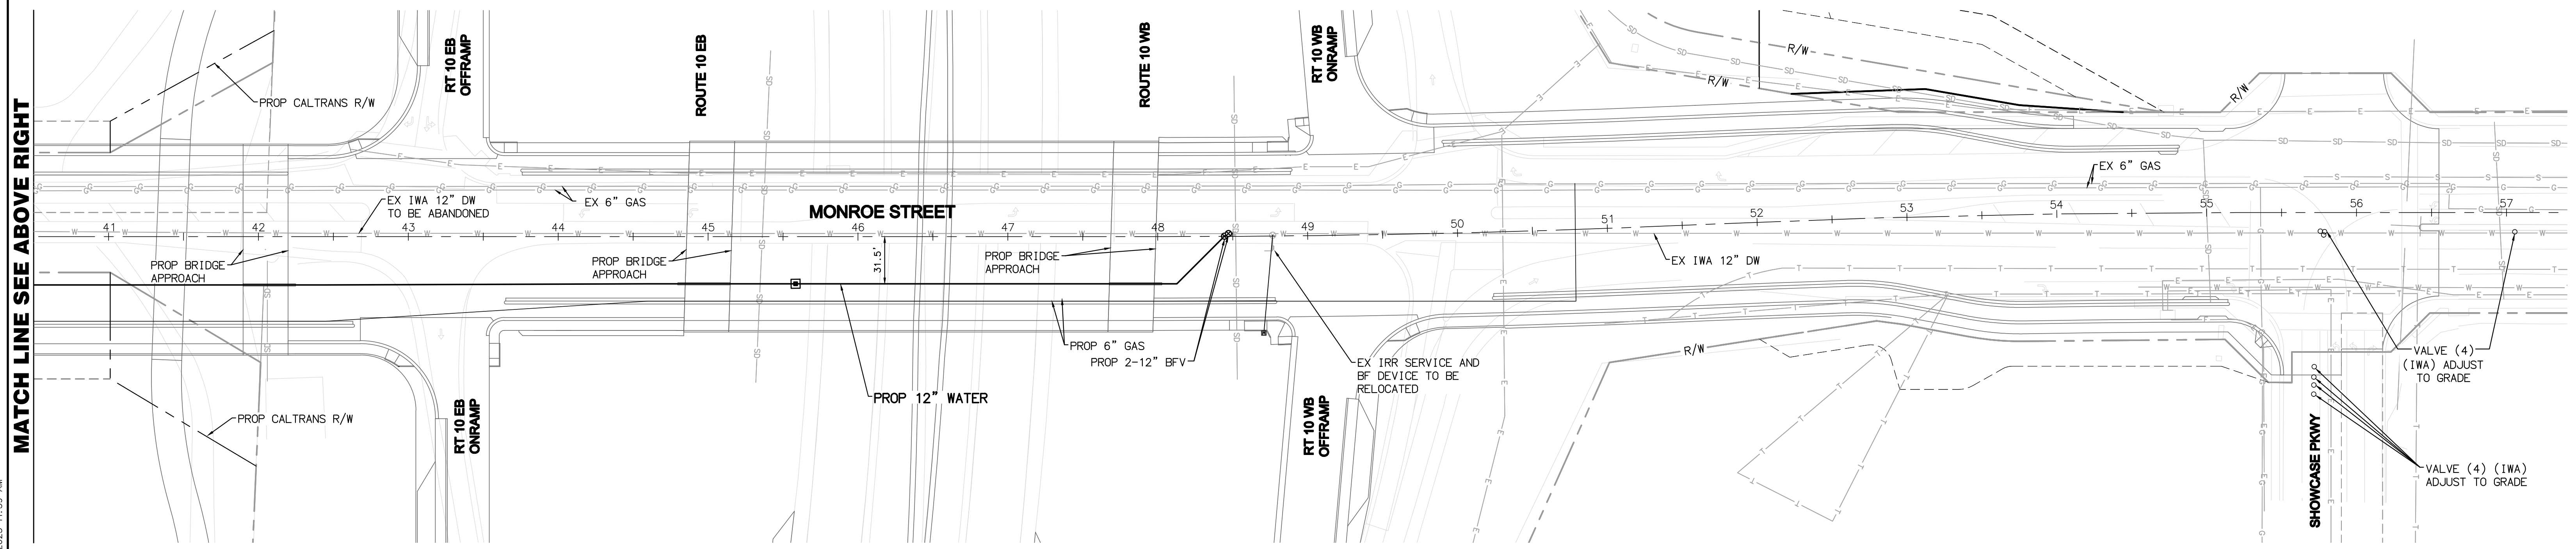 MATCH LINE SEE ABOVE RIGHT
PROP CALTRANS R/W
RT 10 EB
OFFRAMP
ROUTE 10 EB
ROUTE 10 WB
RT 10 WB
ONRAMP
R/W
R/W
R/W
EX 6" GAS
EX IWA 12" DW
TO BE ABANDONED
EX 6" GAS
MONROE STREET
41
42
43
44
45
46
47
48
49
50
51
52
53
54
55
56
57
31.5'
PROP BRIDGE
APPROACH
PROP BRIDGE
APPROACH
PROP BRIDGE
APPROACH
EX IWA 12" DW
PROP 6" GAS
PROP 2-12" BFV
PROP 12" WATER
EX IRR SERVICE AND
BF DEVICE TO BE
RELOCATED
R/W
VALVE (4)
(IWA) ADJUST
TO GRADE
PROP CALTRANS R/W
RT 10 EB
ONRAMP
RT 10 WB
OFFRAMP
SHOWCASE PKWY
VALVE (4) (IWA)
ADJUST TO GRADE